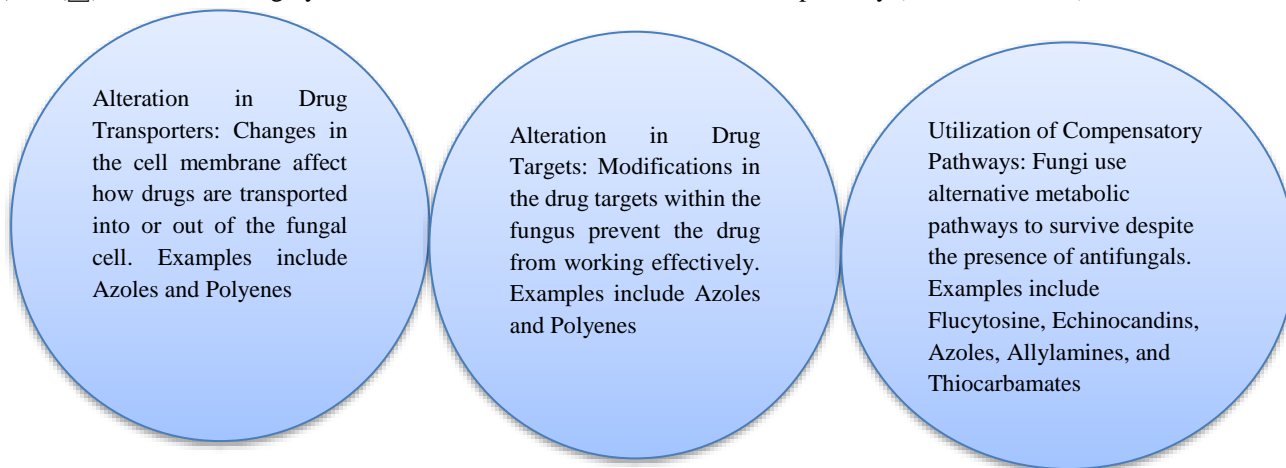 Alteration in Drug
Transporters: Changes in
the cell membrane affect
how drugs are transported
into or out of the fungal
cell. Examples include
Azoles and Polyenes
Alteration in Drug
Targets: Modifications in
the drug targets within the
fungus prevent the drug
from working effectively.
Examples include Azoles
and Polyenes
Utilization of Compensatory
Pathways: Fungi use
alternative metabolic
pathways to survive despite
the presence of antifungals.
Examples include
Flucytosine, Echinocandins,
Azoles, Allylamines, and
Thiocarbamates